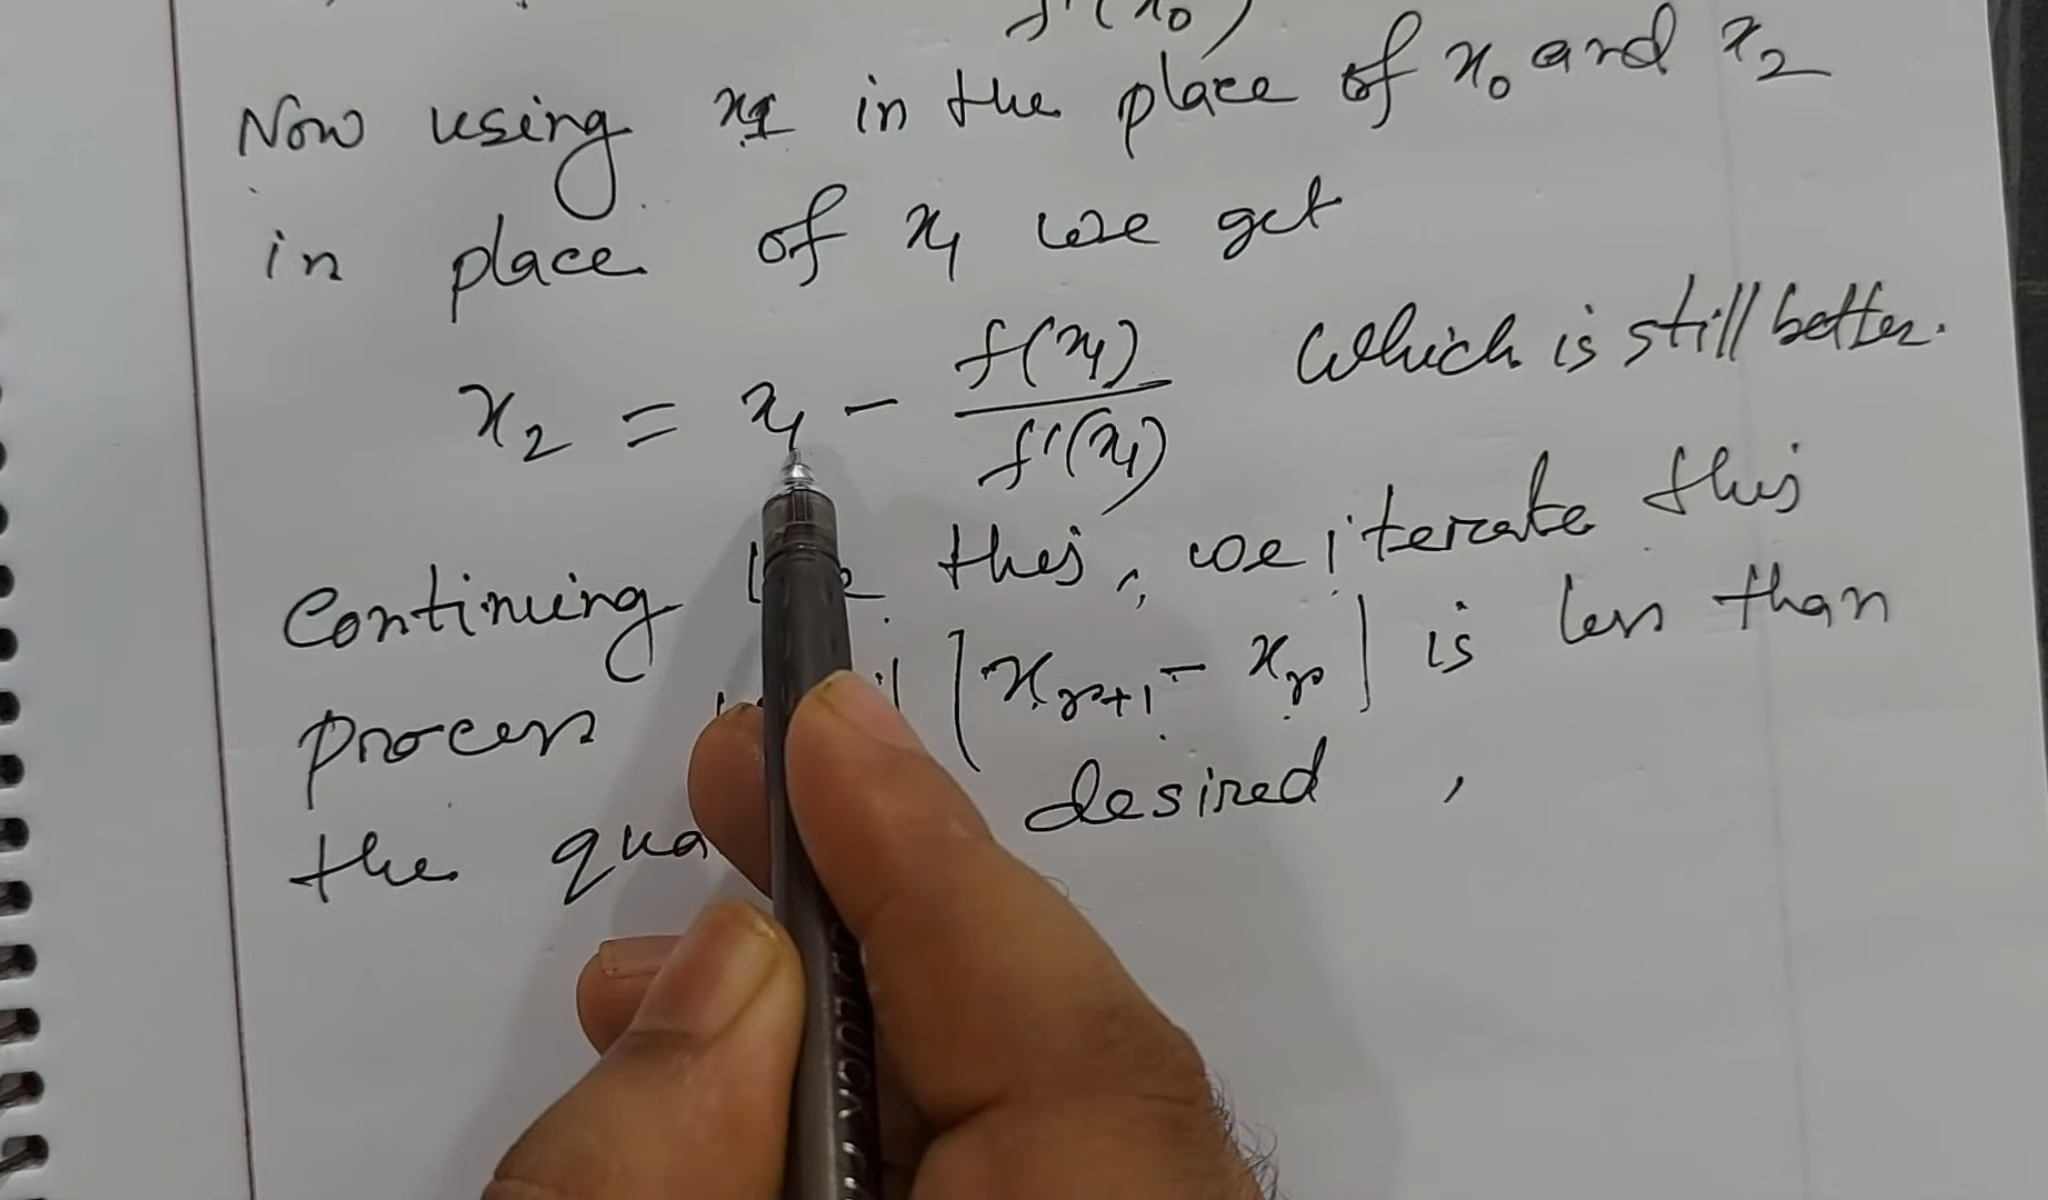 f'(x₀)
Now using x₁ in the place of x₀ and x₂
in place of x₁ we get
x₂ = x₁ - f(x₁)/f'(x₁) which is still better.
Continuing this, we iterate this
process |xᵣ₊₁ - xᵣ| is less than
the desired,